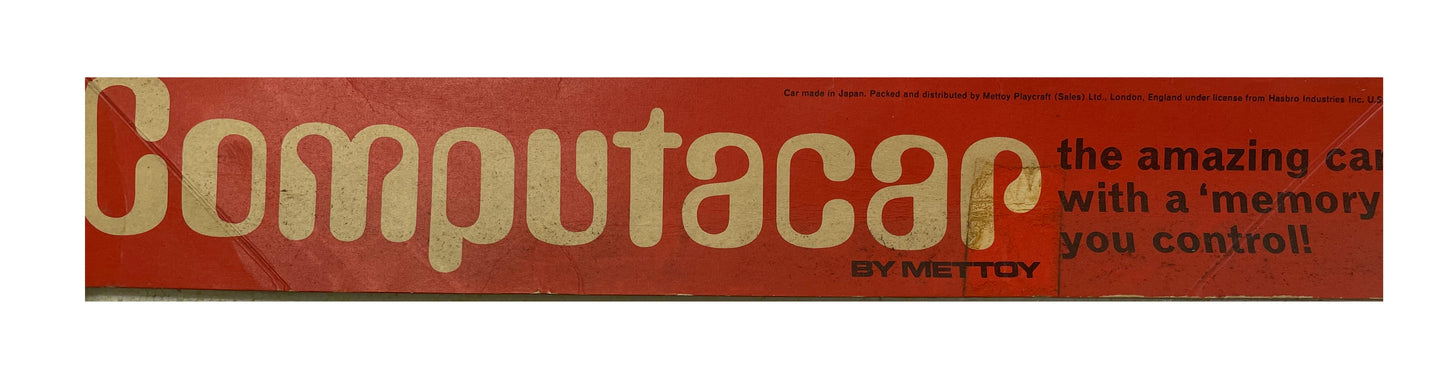 Car made in Japan. Packed and distributed by Mettoy Playcraft (Sales) Ltd., London, England under license from Hasbro Industries Inc. U.S
Computacar
the amazing car
with a ‘memory
you control!
BY METTOY